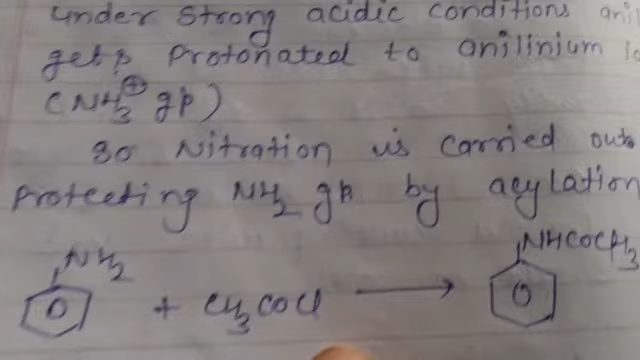 under strong acidic conditions ani
gets Protonated to anilinium io
(NH₃⊕ gp)
so Nitration is carried out
Protecting NH₂ gp by acylation
NH₂ + CH₃COCl ⟶ NHCOCH₃